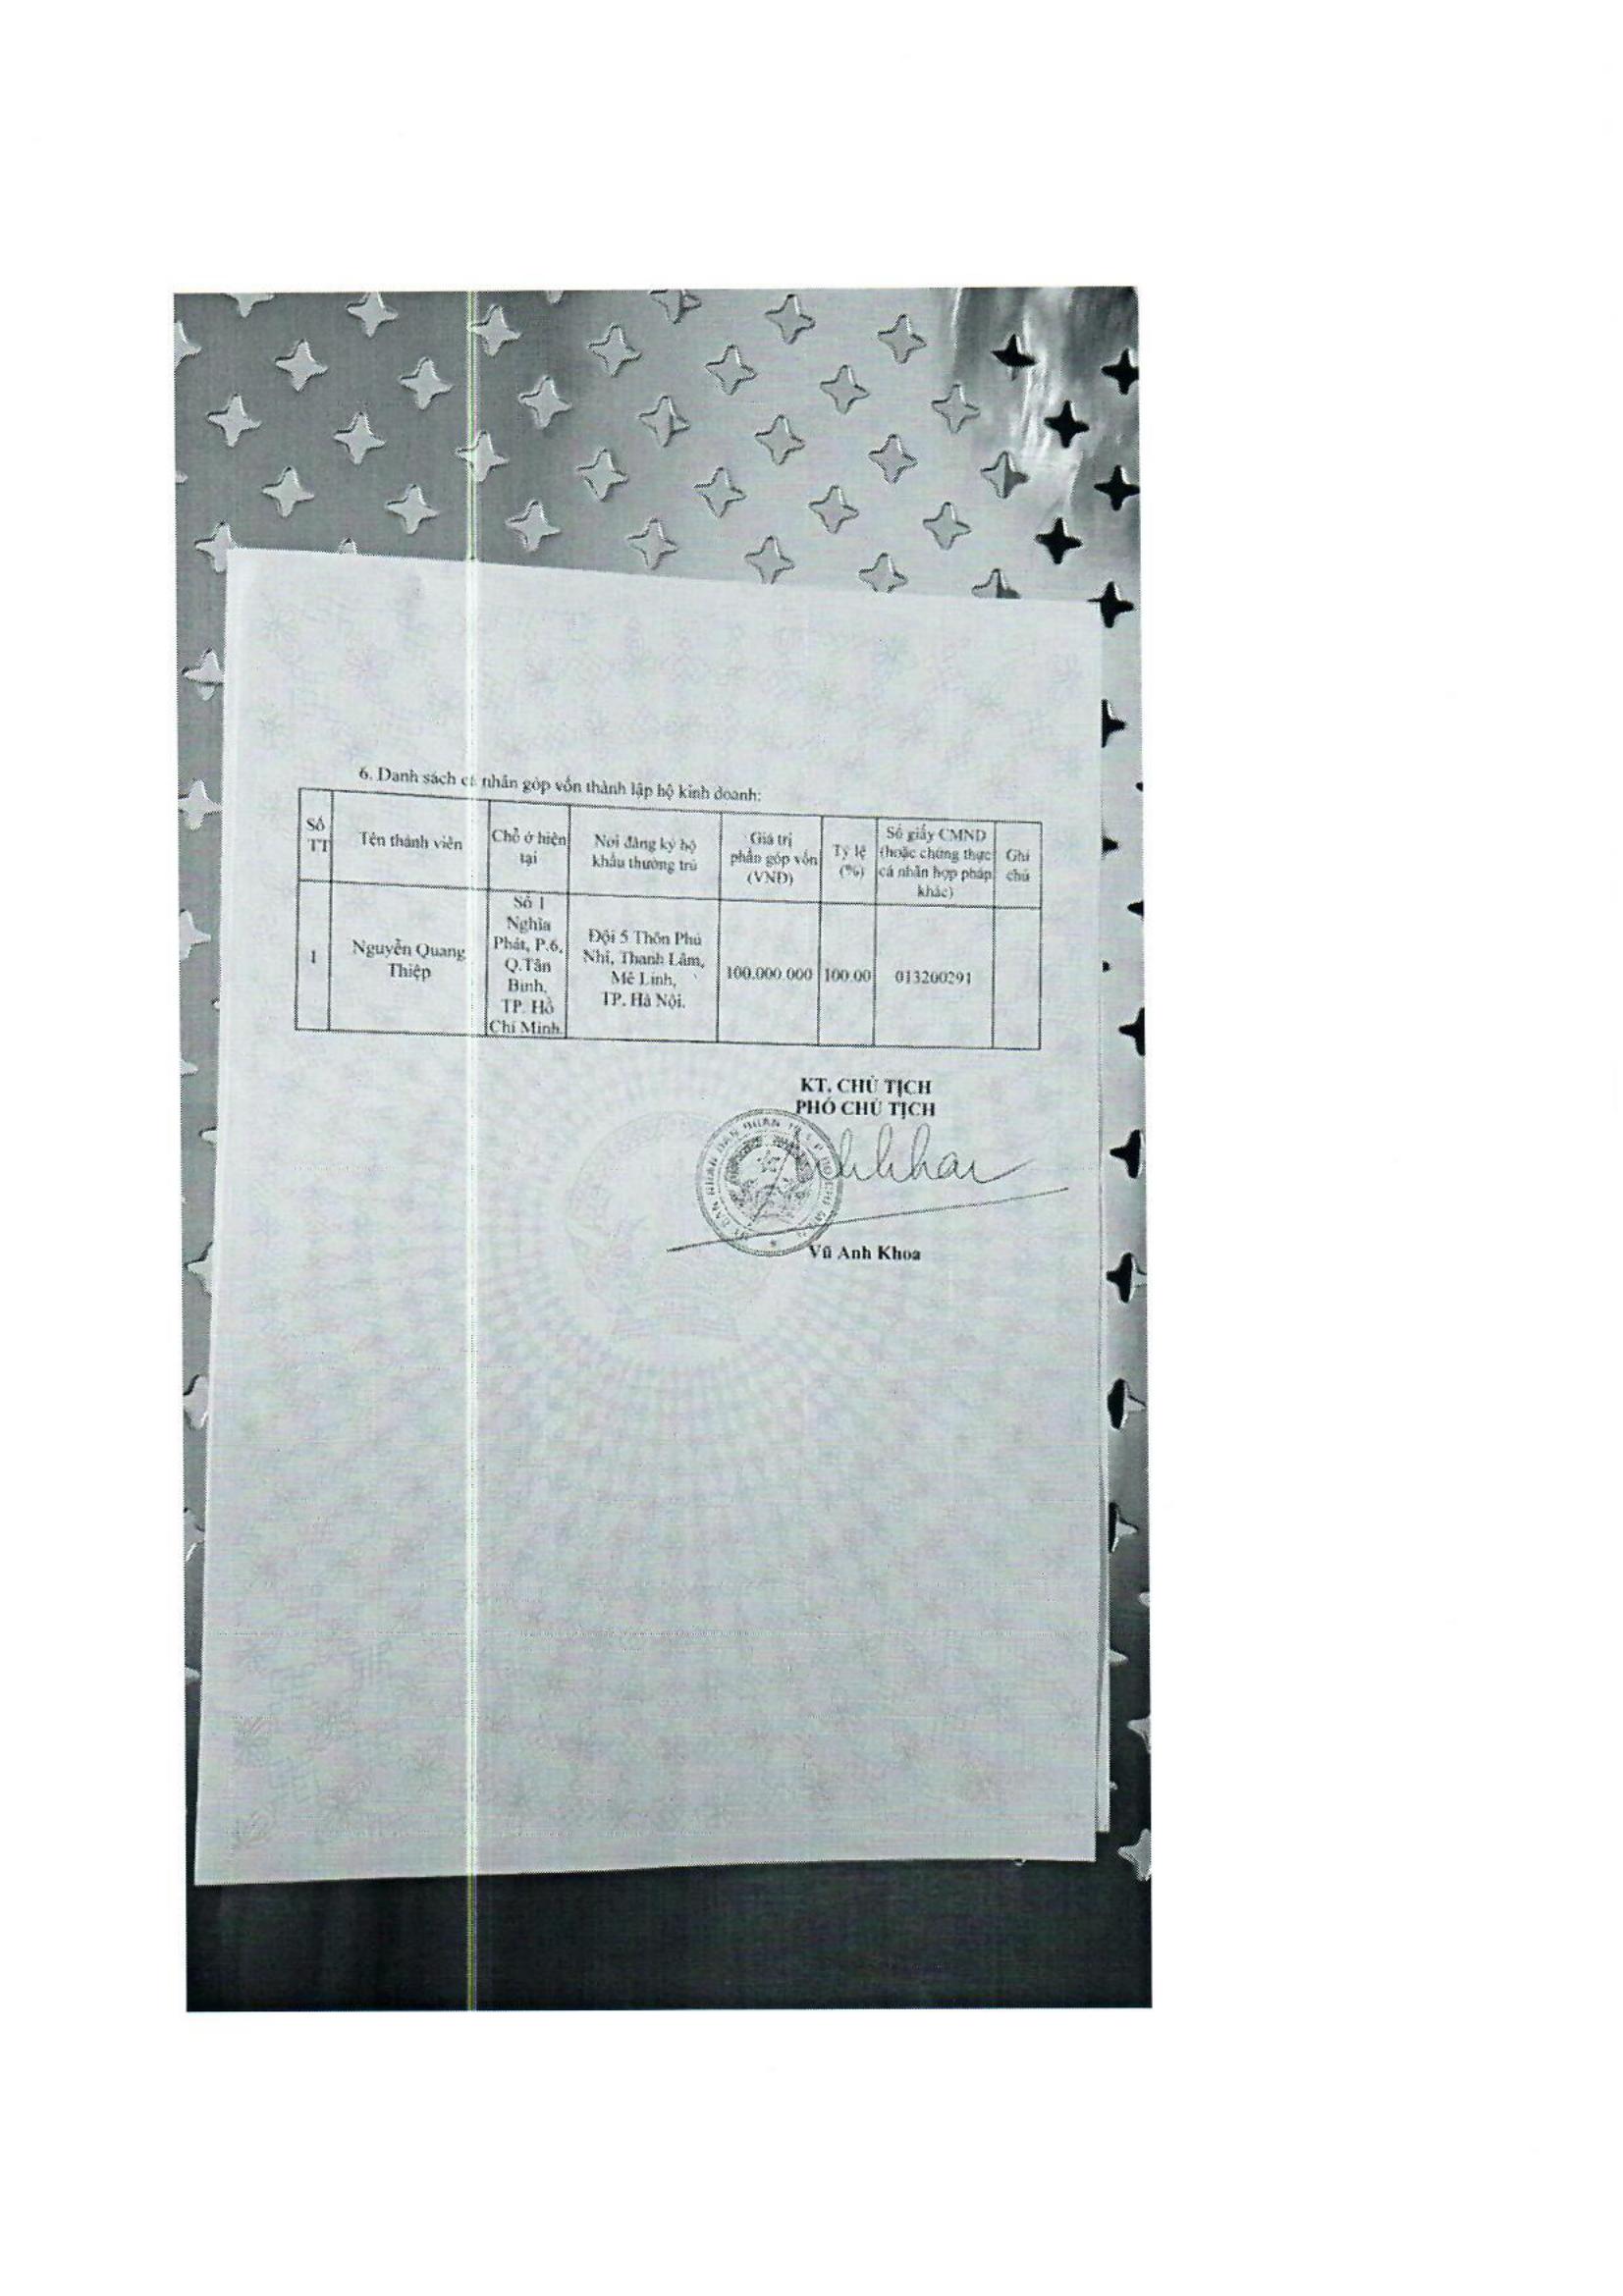 6. Danh sách cá nhân góp vốn thành lập hộ kinh doanh:
Số
TT
Tên thành viên
Chỗ ở hiện
tại
Nơi đăng ký hộ
khẩu thường trú
Giá trị
phần góp vốn
(VNĐ)
Tỷ lệ
(%)
Số giấy CMND
(hoặc chứng thực
cá nhân hợp pháp
khác)
Ghi
chú
1
Nguyễn Quang
Thiệp
Số 1
Nghĩa
Phát, P.6,
Q.Tân
Bình,
TP. Hồ
Chí Minh.
Đội 5 Thôn Phú
Nhi, Thanh Lâm,
Mê Linh,
TP. Hà Nội.
100.000.000
100.00
013200291
KT. CHỦ TỊCH
PHÓ CHỦ TỊCH
Vũ Anh Khoa